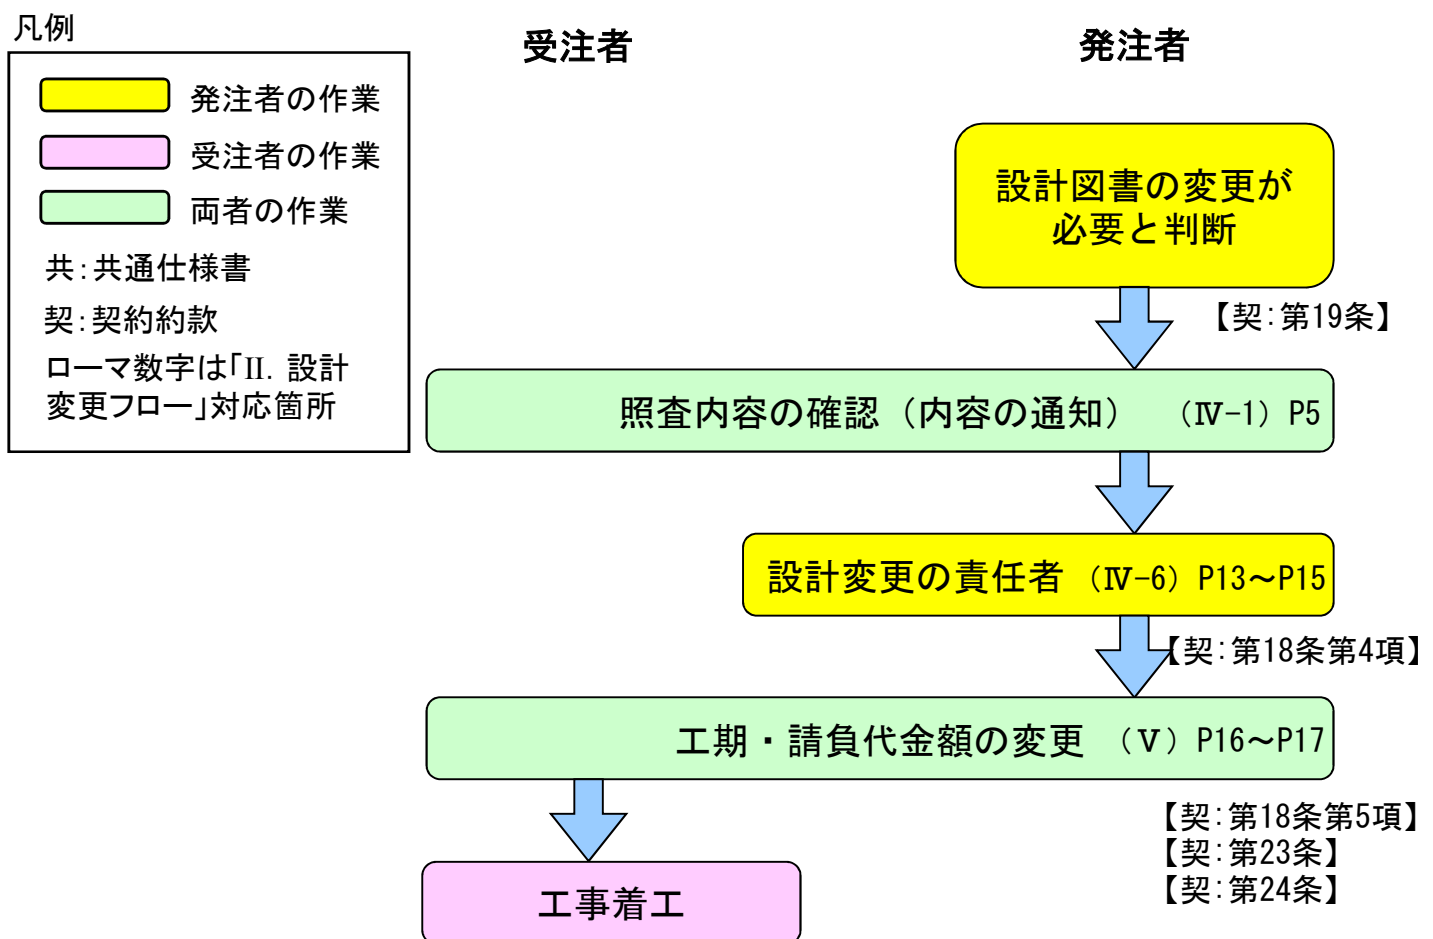 凡例
発注者の作業
受注者の作業
両者の作業
共:共通仕様書
契:契約約款
ローマ数字は「Ⅱ. 設計
変更フロー」対応箇所
受注者
発注者
設計図書の変更が
必要と判断
【契:第19条】
照査内容の確認（内容の通知） （Ⅳ-1）P5
設計変更の責任者 （Ⅳ-6）P13～P15
【契:第18条第4項】
工期・請負代金額の変更 （Ⅴ）P16～P17
【契:第18条第5項】
【契:第23条】
【契:第24条】
工事着工